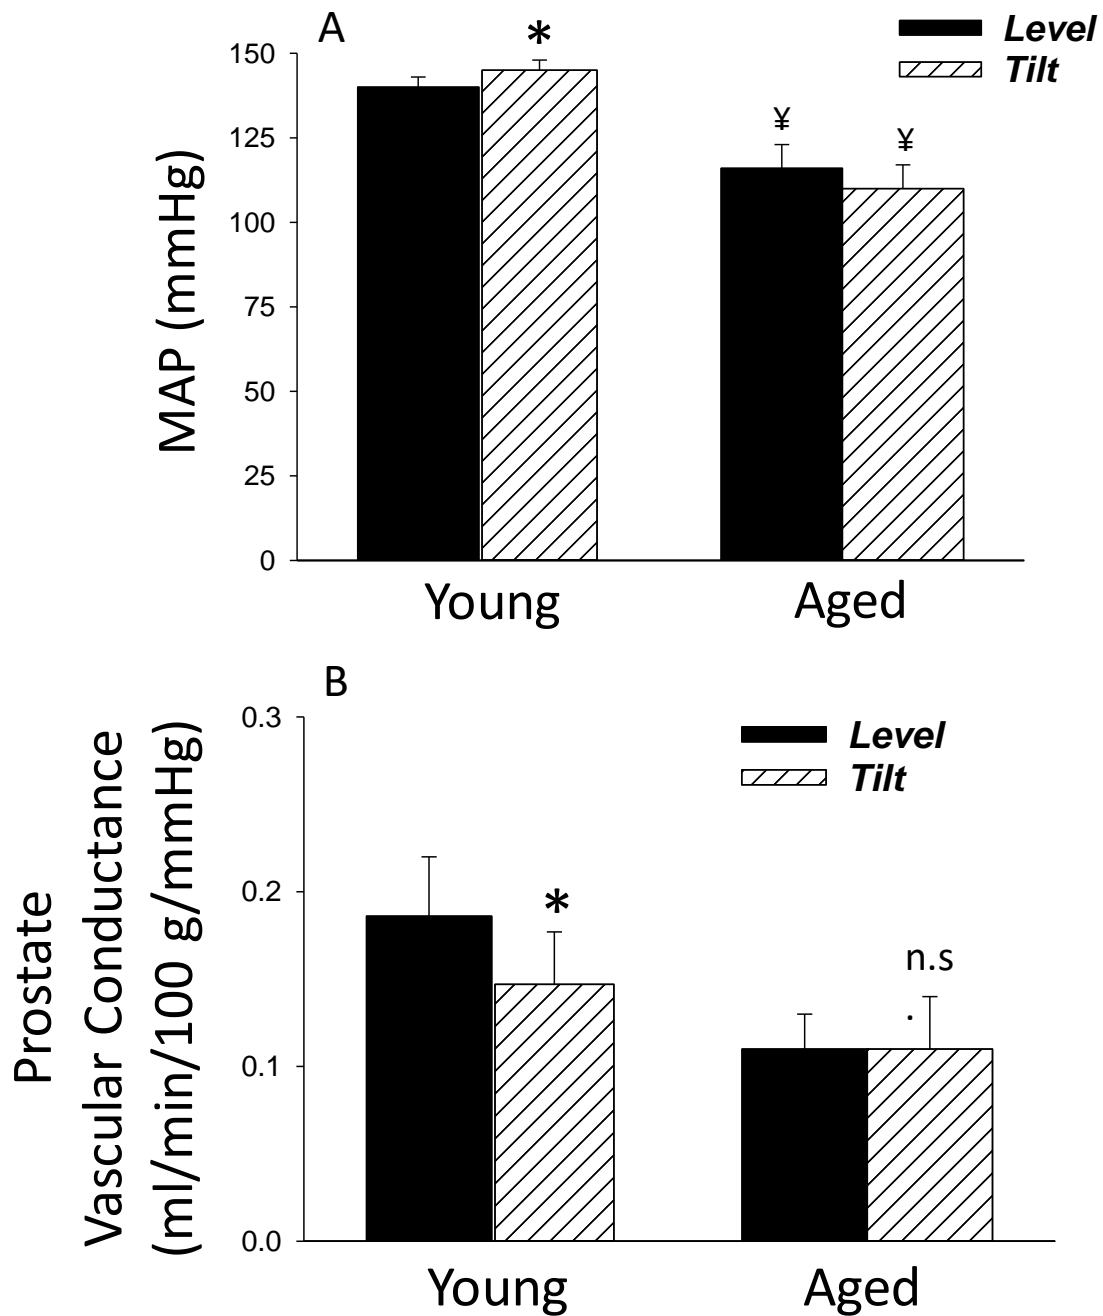 A
*
Level
Tilt
150
125
100
75
50
25
0
MAP (mmHg)
¥
¥
Young
Aged
B
0.3
0.2
0.1
0.0
Prostate
Vascular Conductance
(ml/min/100 g/mmHg)
Level
Tilt
*
n.s
.
Young
Aged